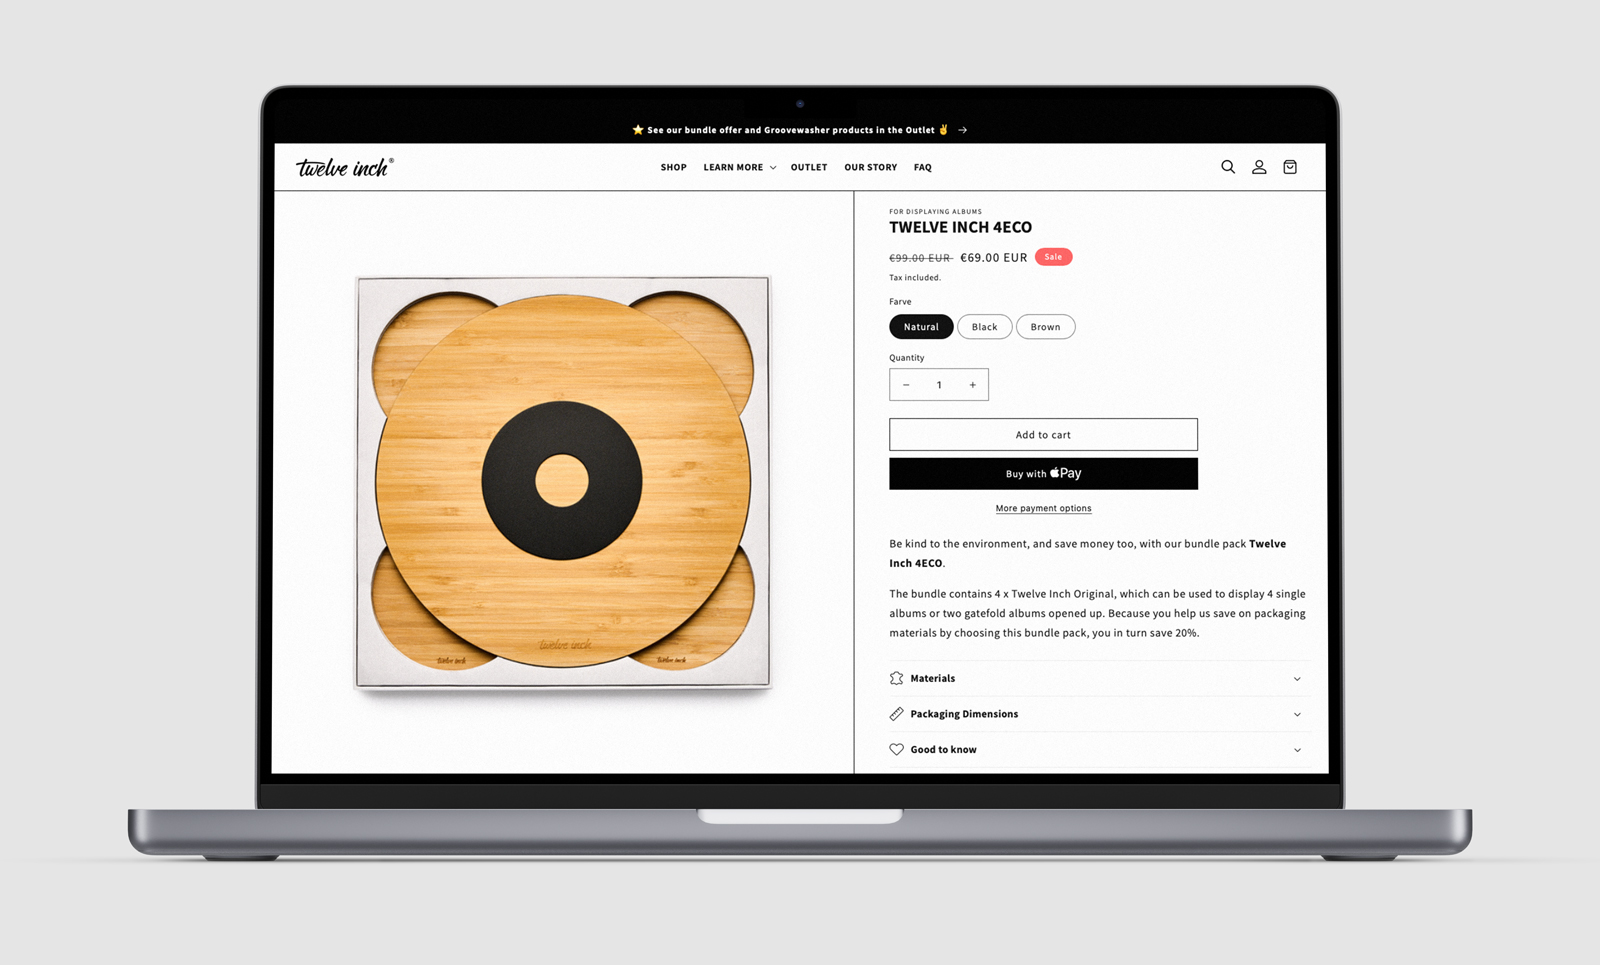 ⭐ See our bundle offer and Groovewasher products in the Outlet ✌ →
twelve inch®
SHOP LEARN MORE OUTLET OUR STORY FAQ
FOR DISPLAYING ALBUMS
TWELVE INCH 4ECO
€99.00 EUR €69.00 EUR Sale
Tax included.
Farve
Natural Black Brown
Quantity
− 1 +
Add to cart
Buy with Pay
More payment options
Be kind to the environment, and save money too, with our bundle pack Twelve
Inch 4ECO.
The bundle contains 4 x Twelve Inch Original, which can be used to display 4 single
albums or two gatefold albums opened up. Because you help us save on packaging
materials by choosing this bundle pack, you in turn save 20%.
Materials
Packaging Dimensions
Good to know
twelve inch
twelve inch
twelve inch